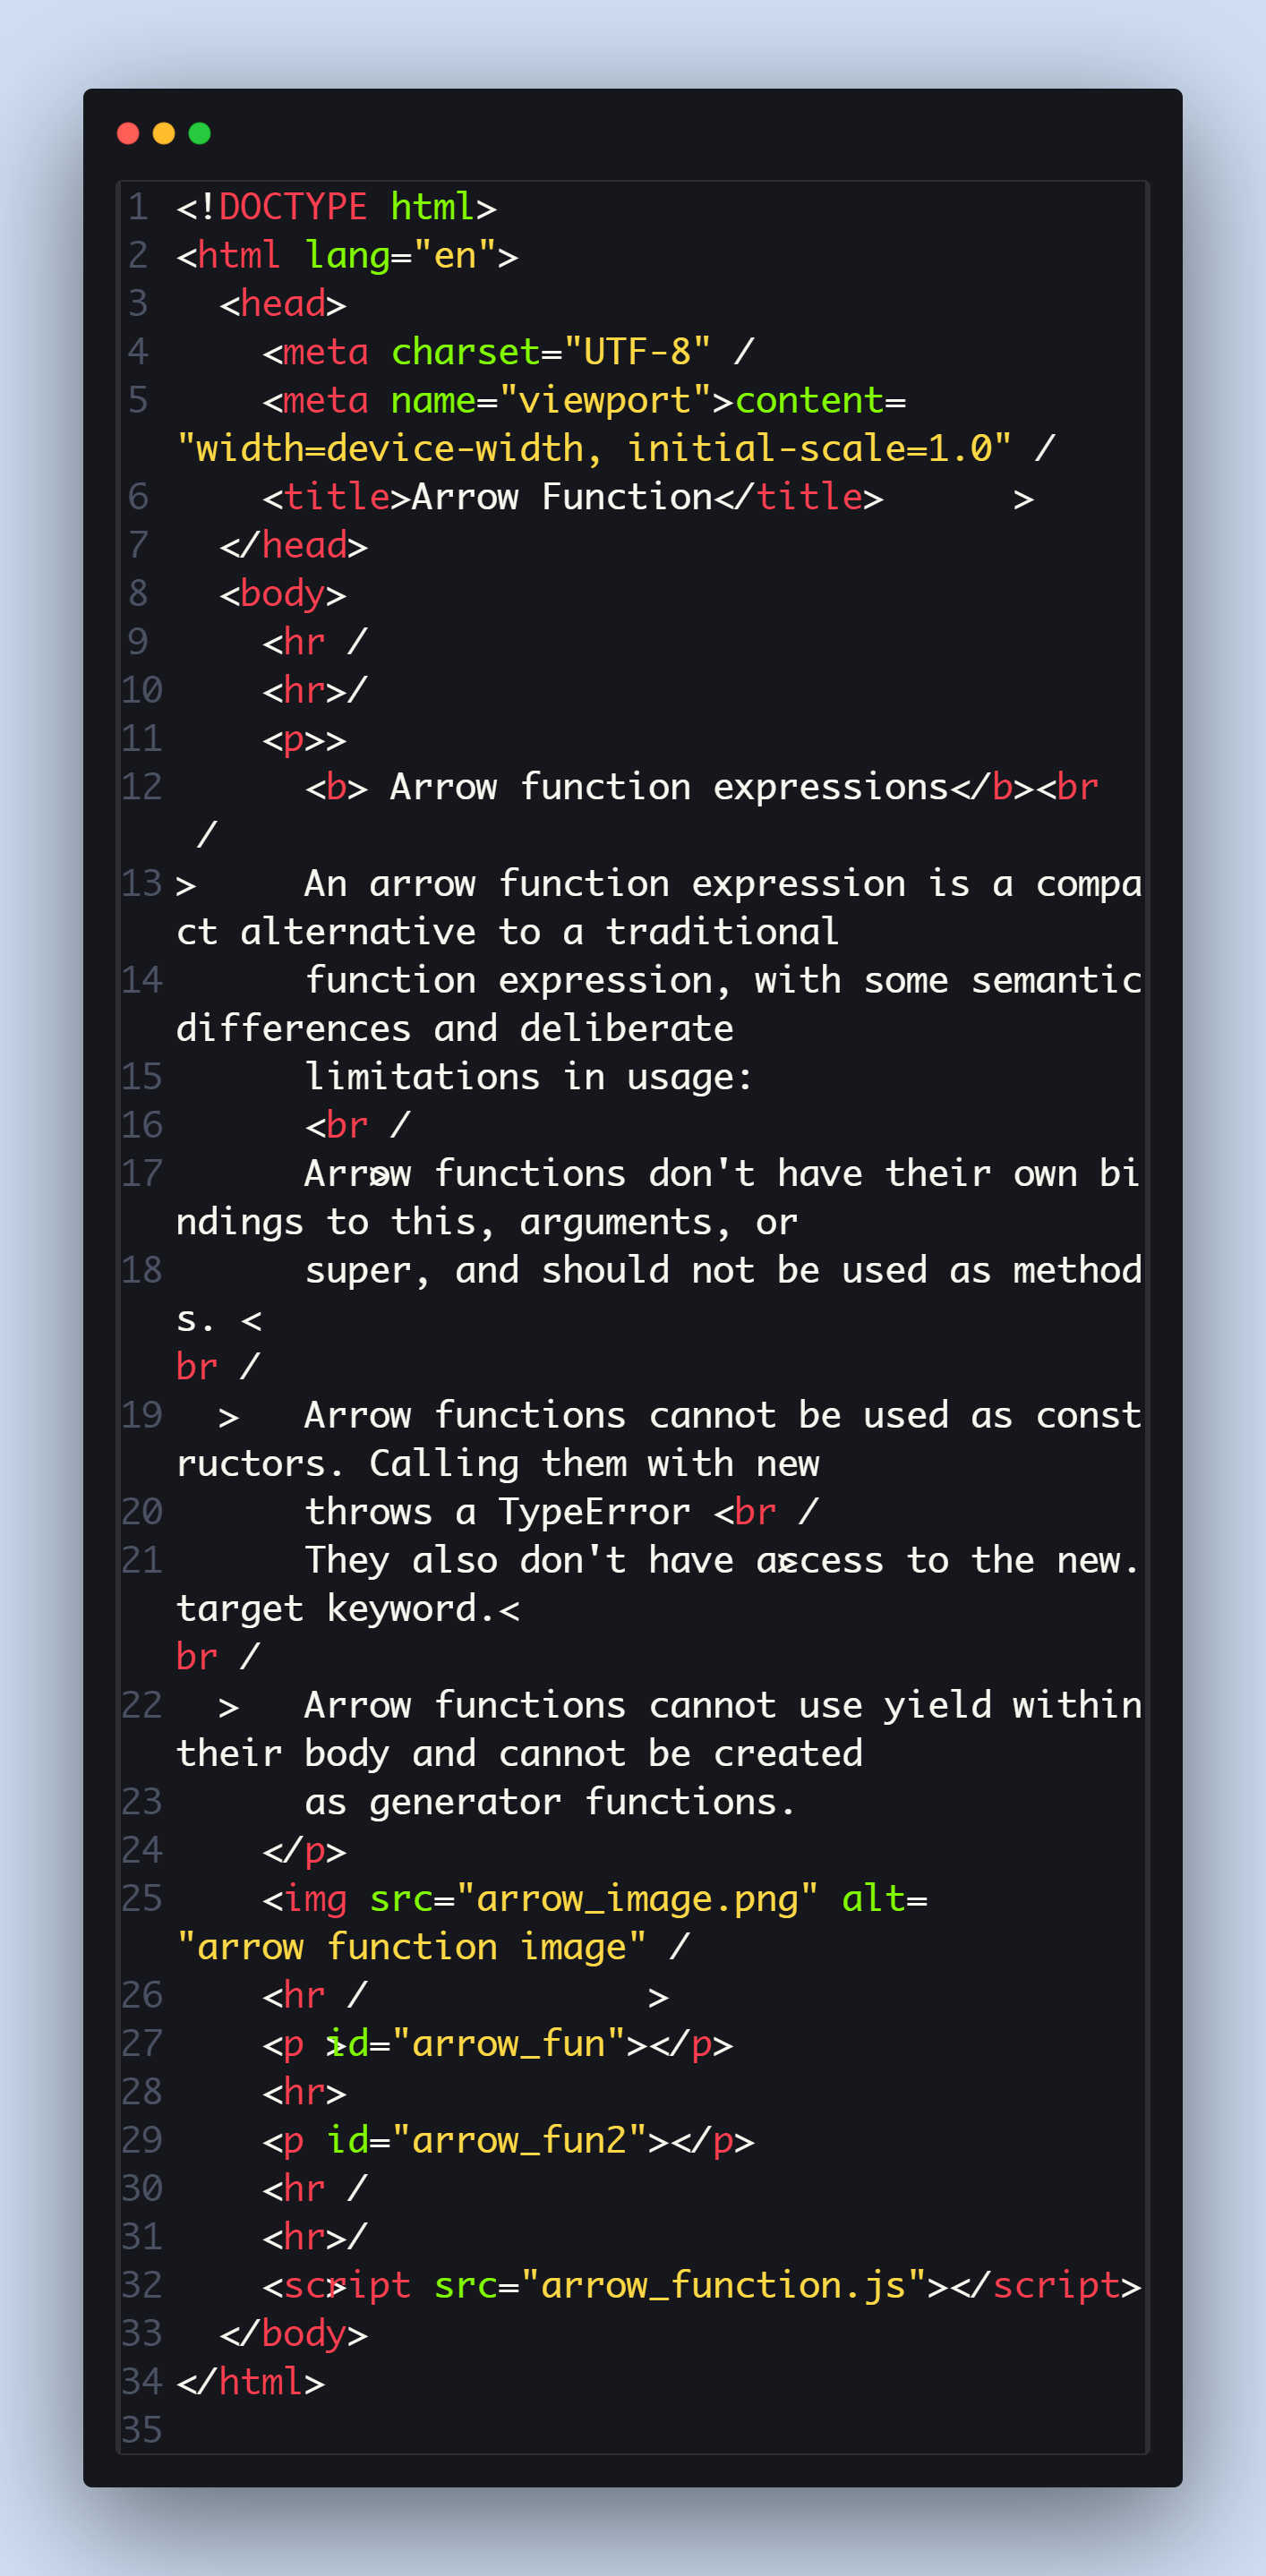 1 <!DOCTYPE html>
2 <html lang="en">
3   <head>
4     <meta charset="UTF-8" /
5     <meta name="viewport">content=
"width=device-width, initial-scale=1.0" /
6     <title>Arrow Function</title>      >
7   </head>
8   <body>
9     <hr /
10     <hr>/
11     <p>>
12       <b> Arrow function expressions</b><br
 /
13 >     An arrow function expression is a compa
ct alternative to a traditional
14       function expression, with some semantic
differences and deliberate
15       limitations in usage:
16       <br /
17       Arrow functions don't have their own bi
ndings to this, arguments, or
18       super, and should not be used as method
s. <
br /
19   >   Arrow functions cannot be used as const
ructors. Calling them with new
20       throws a TypeError <br /
21       They also don't have access to the new.
target keyword.<
br /
22   >   Arrow functions cannot use yield within
their body and cannot be created
23       as generator functions.
24     </p>
25     <img src="arrow_image.png" alt=
"arrow function image" /
26     <hr /             >
27     <p id="arrow_fun"></p>
28     <hr>
29     <p id="arrow_fun2"></p>
30     <hr /
31     <hr>/
32     <script src="arrow_function.js"></script>
33   </body>
34 </html>
35